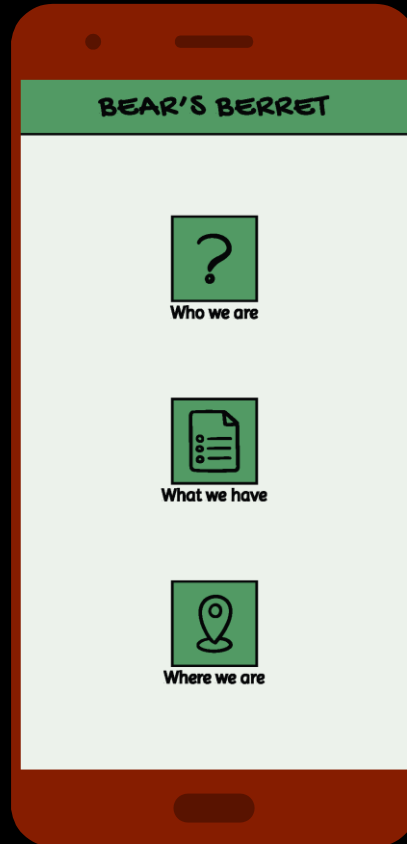 BEAR'S BERRET
?
Who we are
What we have
Where we are